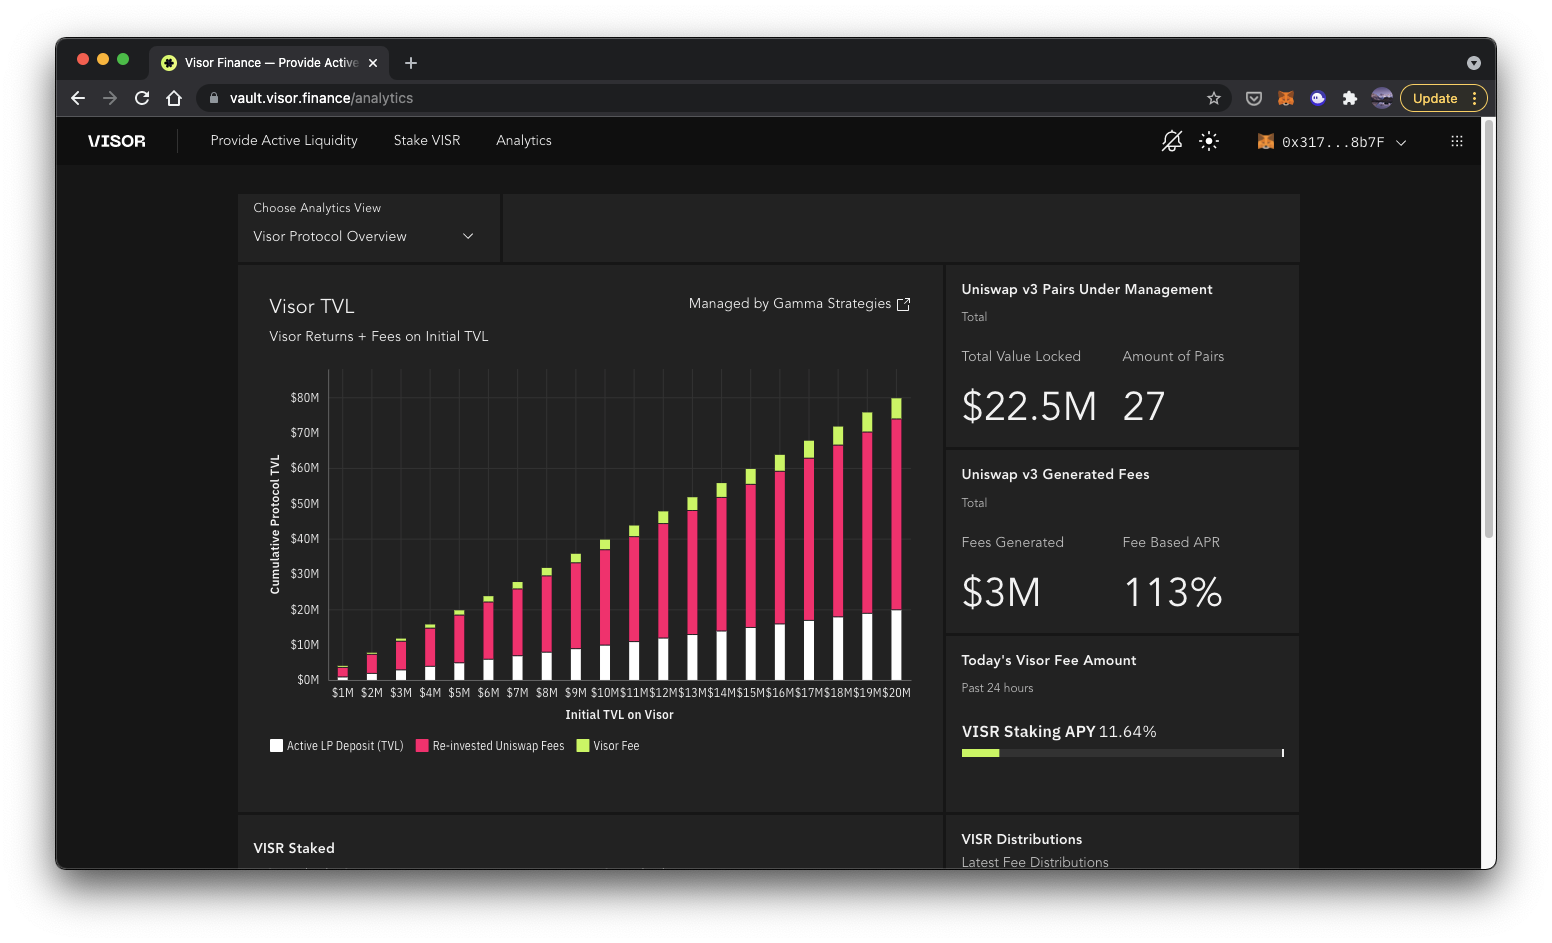 Visor Finance — Provide Active
vault.visor.finance/analytics
Update
VISOR
Provide Active Liquidity
Stake VISR
Analytics
0x317...8b7F
Choose Analytics View
Visor Protocol Overview
Visor TVL
Managed by Gamma Strategies
Visor Returns + Fees on Initial TVL
Cumulative Protocol TVL
$80M
$70M
$60M
$50M
$40M
$30M
$20M
$10M
$0M
$1M $2M $3M $4M $5M $6M $7M $8M $9M $10M $11M $12M $13M $14M $15M $16M $17M $18M $19M $20M
Initial TVL on Visor
Active LP Deposit (TVL) Re-invested Uniswap Fees Visor Fee
Uniswap v3 Pairs Under Management
Total
Total Value Locked Amount of Pairs
$22.5M 27
Uniswap v3 Generated Fees
Total
Fees Generated Fee Based APR
$3M 113%
Today's Visor Fee Amount
Past 24 hours
VISR Staking APY 11.64%
VISR Staked
VISR Distributions
Latest Fee Distributions